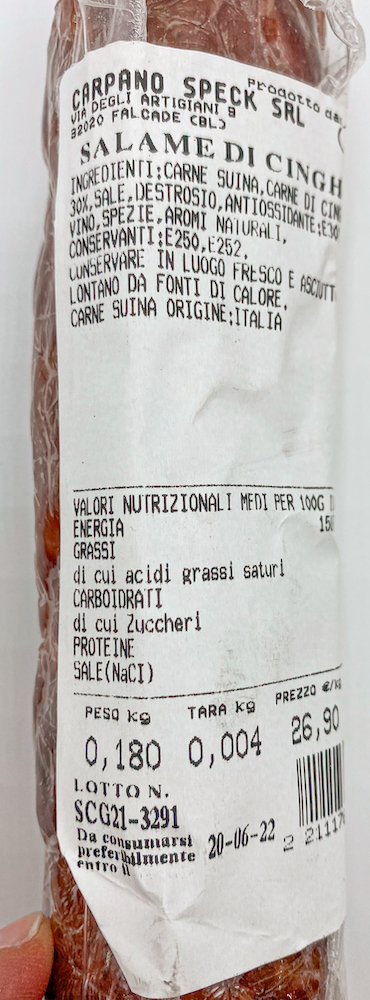 CARPANO SPECK SRL
Prodotto da
VIA DEGLI ARTIGIANI 9
32020 FALCADE (BL)
SALAME DI CINGH
INGREDIENTI:CARNE SUINA,CARNE DI CIN
30%,SALE,DESTROSIO,ANTIOSSIDANTE:E30
VINO,SPEZIE,AROMI NATURALI,
CONSERVANTI:E250,E252.
CONSERVARE IN LUOGO FRESCO E ASCIUTT
LONTANO DA FONTI DI CALORE.
CARNE SUINA ORIGINE:ITALIA
VALORI NUTRIZIONALI MEDI PER 100G
ENERGIA
GRASSI
di cui acidi grassi saturi
CARBOIDRATI
di cui Zuccheri
PROTEINE
SALE(NaCl)
PESO kg TARA kg PREZZO €/kg
0,180 0,004 26,90
LOTTO N.
SCG21-3291
Da consumarsi
preferibilmente 20-06-22
entro il
2 21117